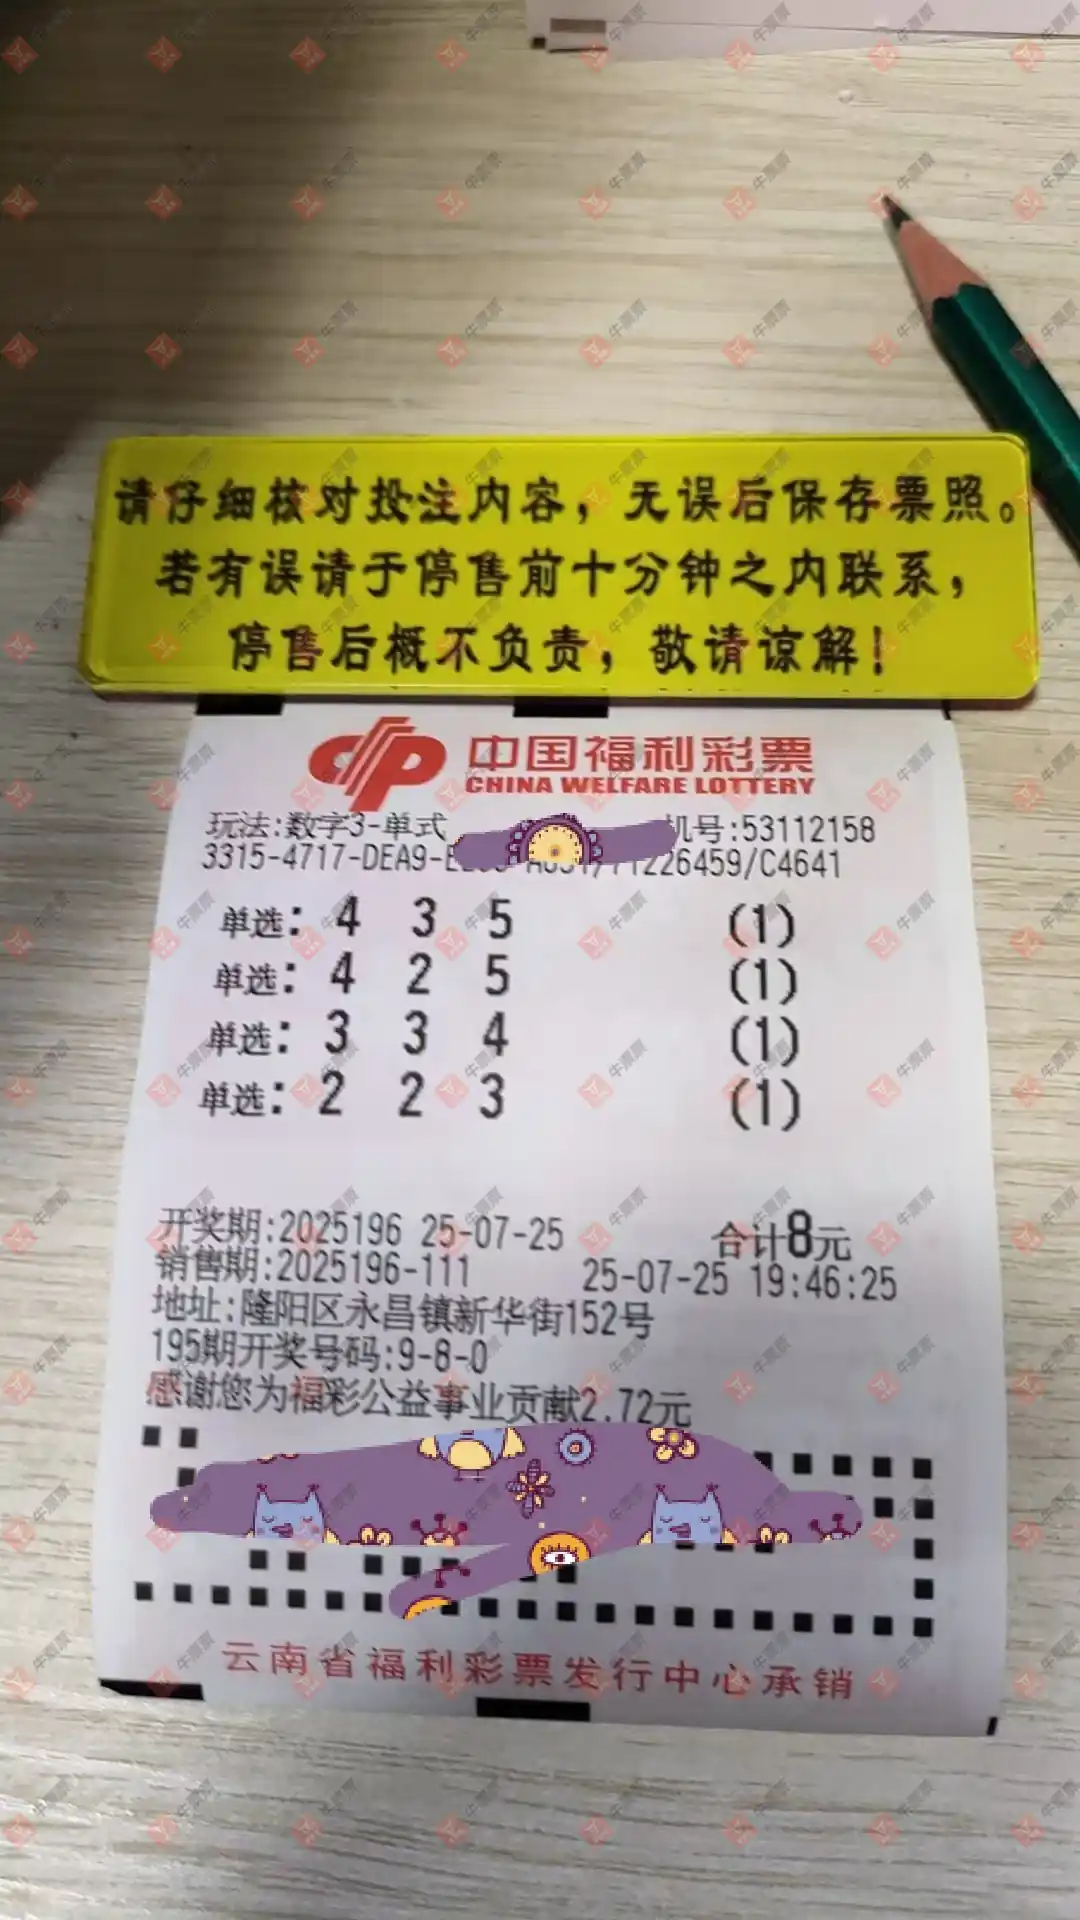 请仔细核对投注内容，无误后保存票照。
若有误请于停售前十分钟之内联系，
停售后概不负责，敬请谅解！
中国福利彩票
CHINA WELFARE LOTTERY
玩法:数字3-单式 机号:53112158
3315-4717-DEA9- /71226459/C4641
单选: 4 3 5 (1)
单选: 4 2 5 (1)
单选: 3 3 4 (1)
单选: 2 2 3 (1)
开奖期:2025196 25-07-25 合计8元
销售期:2025196-111 25-07-25 19:46:25
地址:隆阳区永昌镇新华街152号
195期开奖号码:9-8-0
感谢您为福彩公益事业贡献2.72元
云南省福利彩票发行中心承销
牛票票